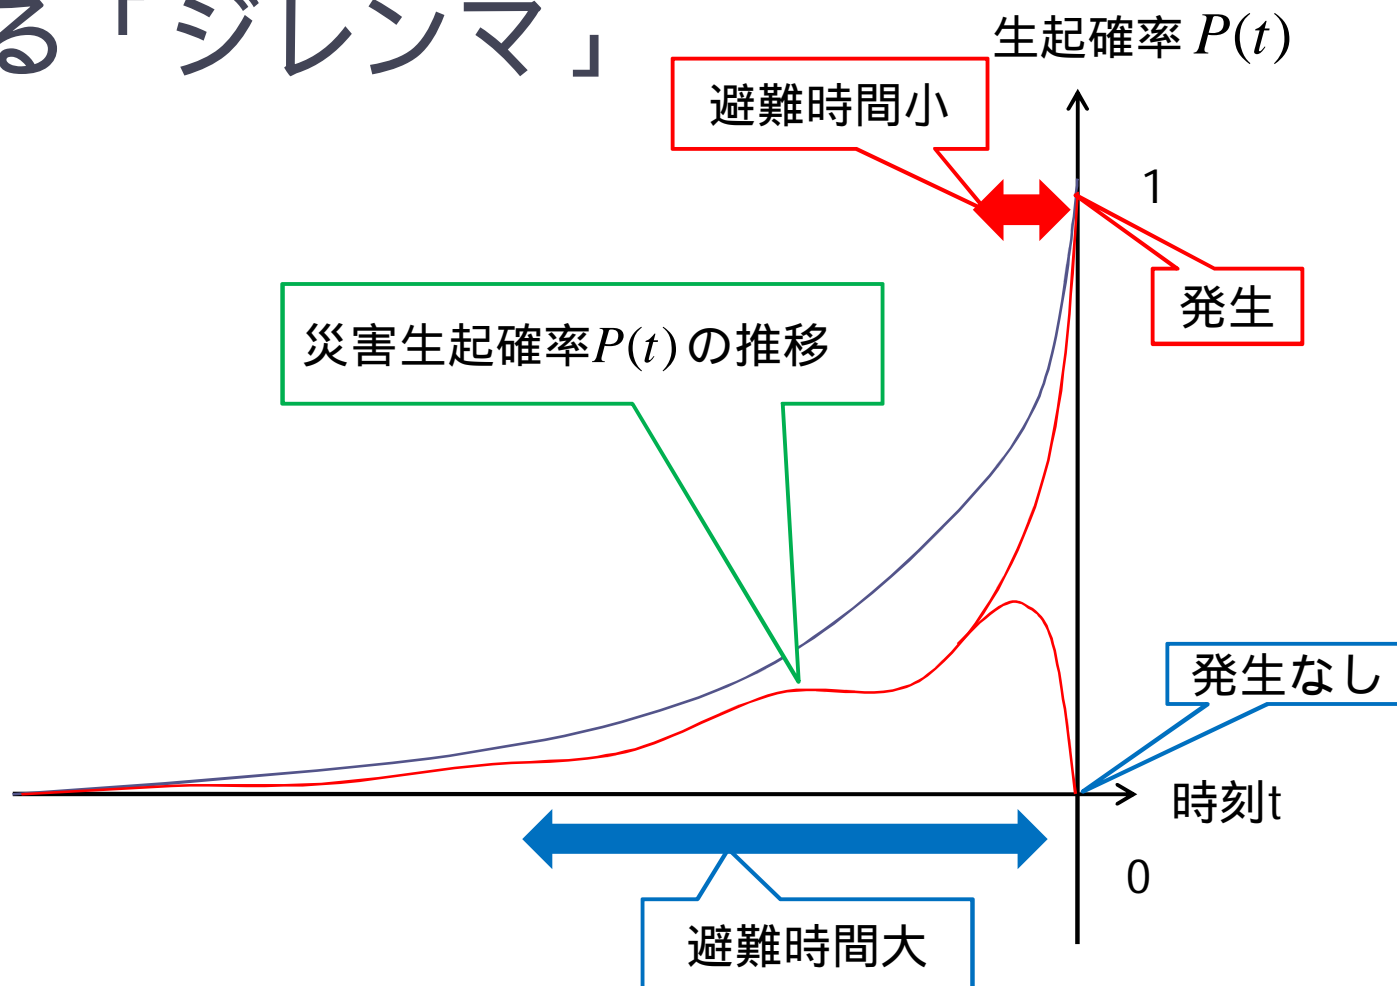 る「ジレンマ」
生起確率 P(t)
避難時間小
1
発生
災害生起確率P(t)の推移
発生なし
時刻t
0
避難時間大